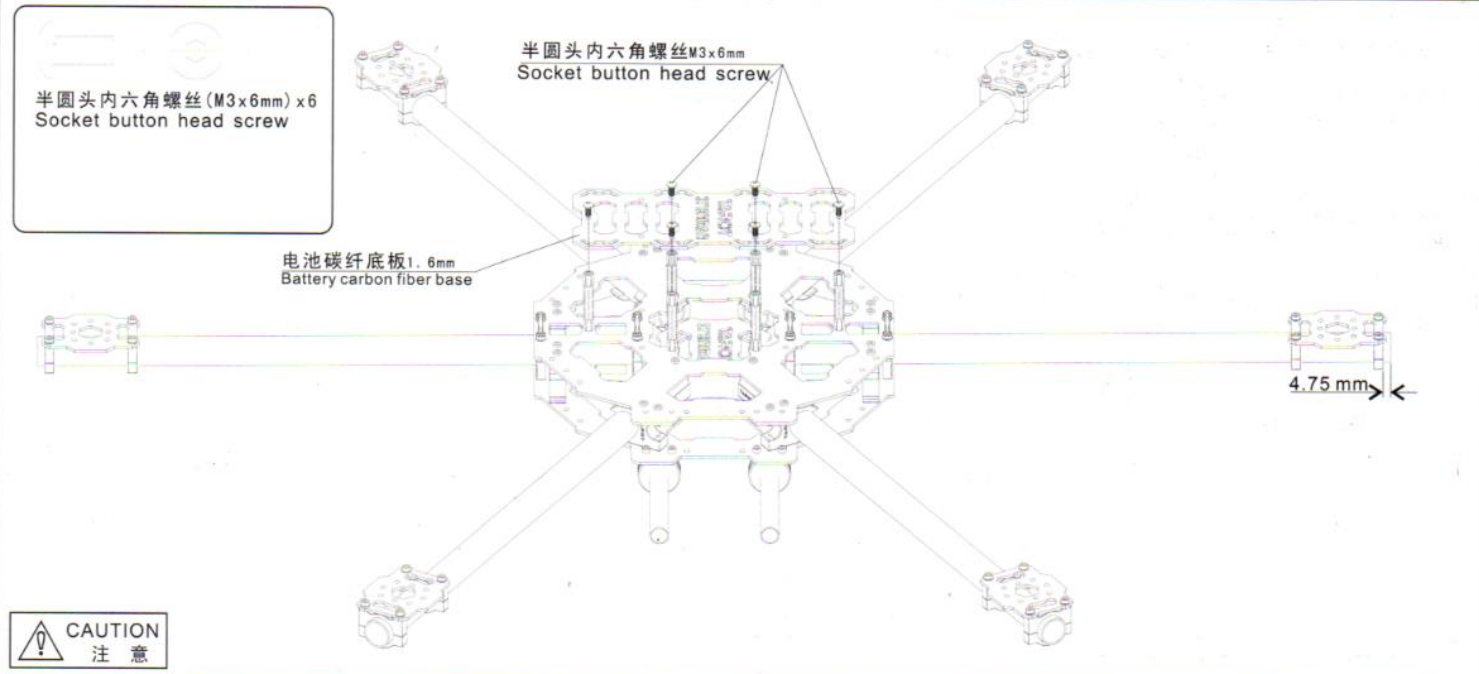 半圆头内六角螺丝(M3x6mm)x6
Socket button head screw
半圆头内六角螺丝M3x6mm
Socket button head screw
电池碳纤底板1.6mm
Battery carbon fiber base
4.75 mm
CAUTION
注 意